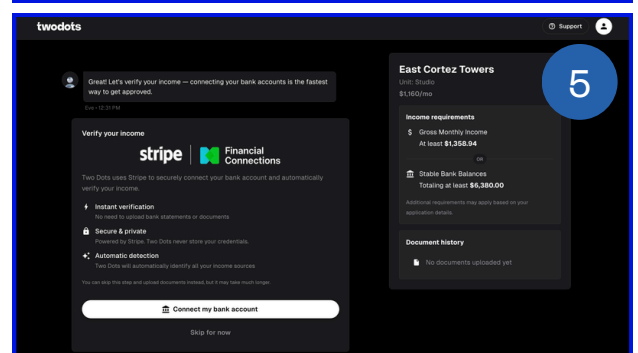 twodots
Support
Great! Let's verify your income — connecting your bank accounts is the fastest
way to get approved.
Eve • 12:31 PM
Verify your income
stripe
Financial
Connections
Two Dots uses Stripe to securely connect your bank account and automatically
verify your income.
Instant verification
No need to upload bank statements or documents
Secure & private
Powered by Stripe. Two Dots never store your credentials.
Automatic detection
Two Dots will automatically identify all your income sources
You can skip this step and upload documents instead, but it may take much longer.
Connect my bank account
Skip for now
East Cortez Towers
Unit: Studio
$1,160/mo
5
Income requirements
$ Gross Monthly Income
At least $1,358.94
OR
Stable Bank Balances
Totaling at least $6,380.00
Additional requirements may apply based on your
application details.
Document history
No documents uploaded yet